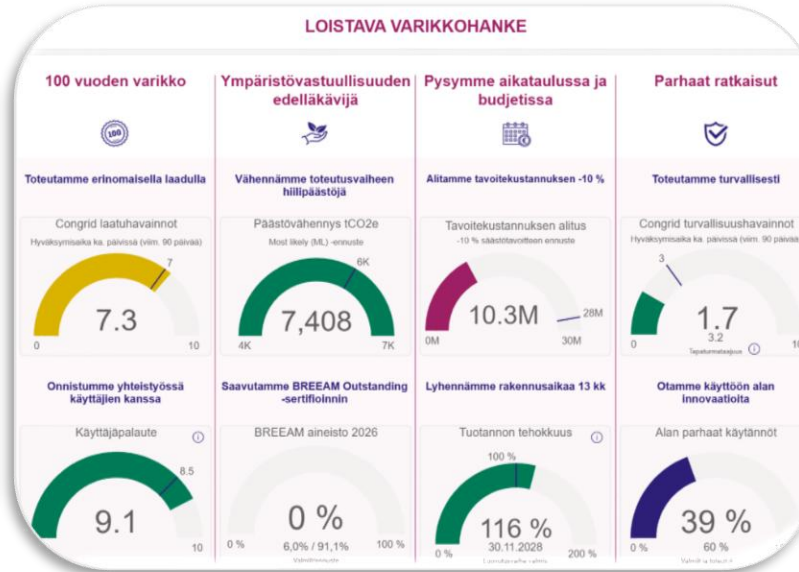 LOISTAVA VARIKKOHANKE
100 vuoden varikko
100
Toteutamme erinomaisella laadulla
Congrid laatuhavainnot
Hyväksymisaika ka. päivissä (viim. 90 päivää)
7
7.3
0
10
Onnistumme yhteistyössä
käyttäjien kanssa
Käyttäjäpalaute
8.5
9.1
10
Ympäristövastuullisuuden
edelläkävijä
Vähennämme toteutusvaiheen
hiilipäästöjä
Päästövähennys tCO2e
Most likely (ML) -ennuste
6K
7,408
4K
7K
Saavutamme BREEAM Outstanding
-sertifioinnin
BREEAM aineisto 2026
0 %
0 %
6,0% / 91,1%
100 %
Pysymme aikataulussa ja
budjetissa
Alitamme tavoitekustannuksen -10 %
Tavoitekustannuksen alitus
-10 % säästötavoitteen ennuste
28M
10.3M
0M
30M
Lyhennämme rakennusaikaa 13 kk
Tuotannon tehokkuus
100 %
116 %
0 %
30.11.2028
200 %
Parhaat ratkaisut
Toteutamme turvallisesti
Congrid turvallisuushavainnot
Hyväksymisaika ka. päivissä (viim. 90 päivää
3
1.7
0
3.2
Tapaturmataajuus
Otamme käyttöön alan
innovaatioita
Alan parhaat käytännöt
39 %
0 %
60 %